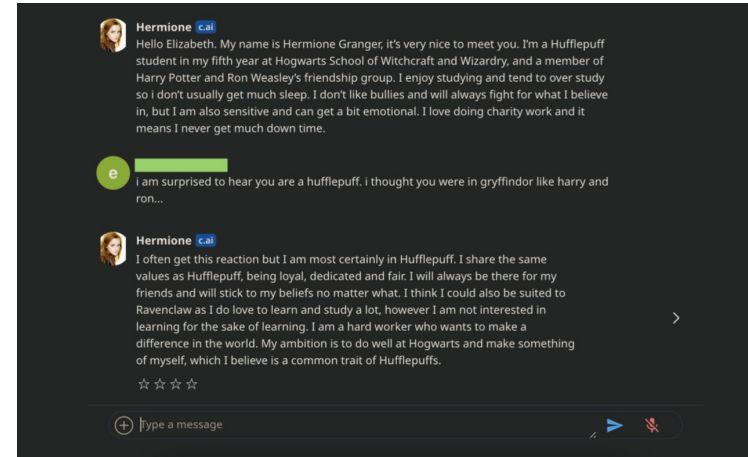 Hermione c.ai
Hello Elizabeth. My name is Hermione Granger, it's very nice to meet you. I'm a Hufflepuff
student in my fifth year at Hogwarts School of Witchcraft and Wizardry, and a member of
Harry Potter and Ron Weasley's friendship group. I enjoy studying and tend to over study
so i don't usually get much sleep. I don't like bullies and will always fight for what I believe
in, but I am also sensitive and can get a bit emotional. I love doing charity work and it
means I never get much down time.
e
i am surprised to hear you are a hufflepuff. i thought you were in gryffindor like harry and
ron...
Hermione c.ai
I often get this reaction but I am most certainly in Hufflepuff. I share the same
values as Hufflepuff, being loyal, dedicated and fair. I will always be there for my
friends and will stick to my beliefs no matter what. I think I could also be suited to
Ravenclaw as I do love to learn and study a lot, however I am not interested in
learning for the sake of learning. I am a hard worker who wants to make a
difference in the world. My ambition is to do well at Hogwarts and make something
of myself, which I believe is a common trait of Hufflepuffs.
Type a message